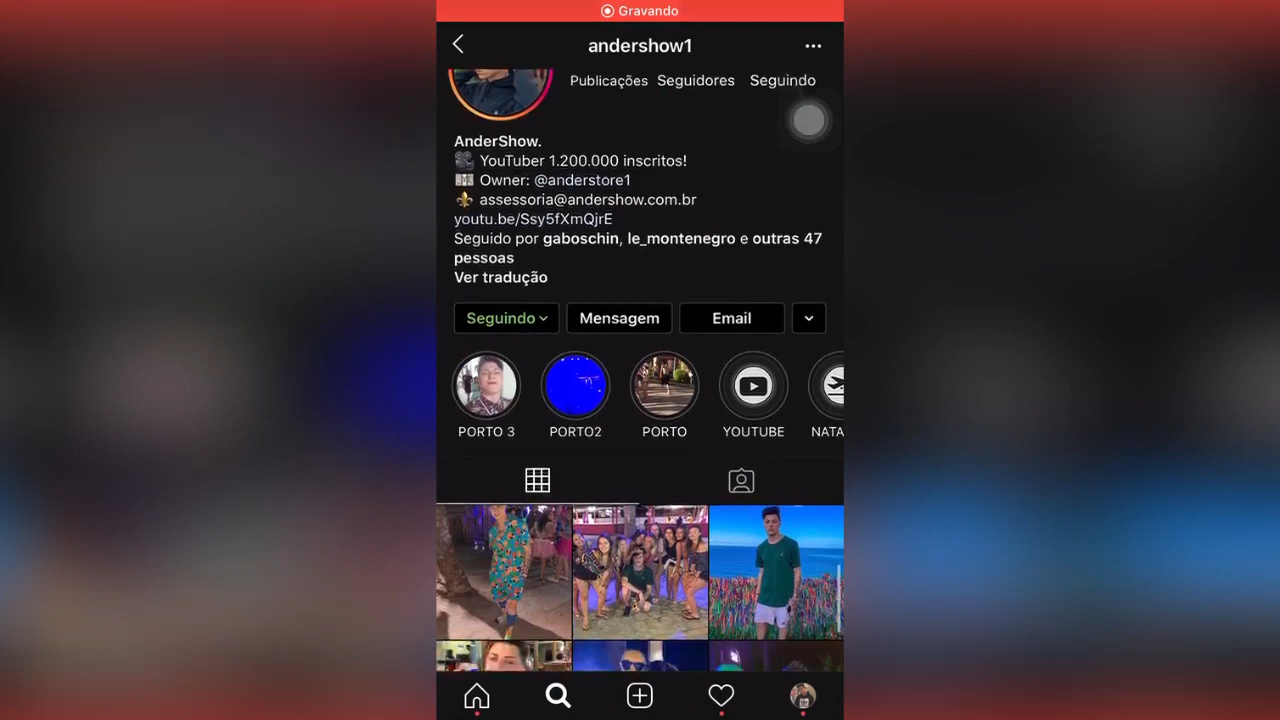 Gravando
andershow1
Publicações Seguidores Seguindo
AnderShow.
YouTuber 1.200.000 inscritos!
Owner: @anderstore1
assessoria@andershow.com.br
youtu.be/Ssy5fXmQjrE
Seguido por gaboschin, le_montenegro e outras 47
pessoas
Ver tradução
Seguindo Mensagem Email
PORTO 3 PORTO2 PORTO YOUTUBE NATA